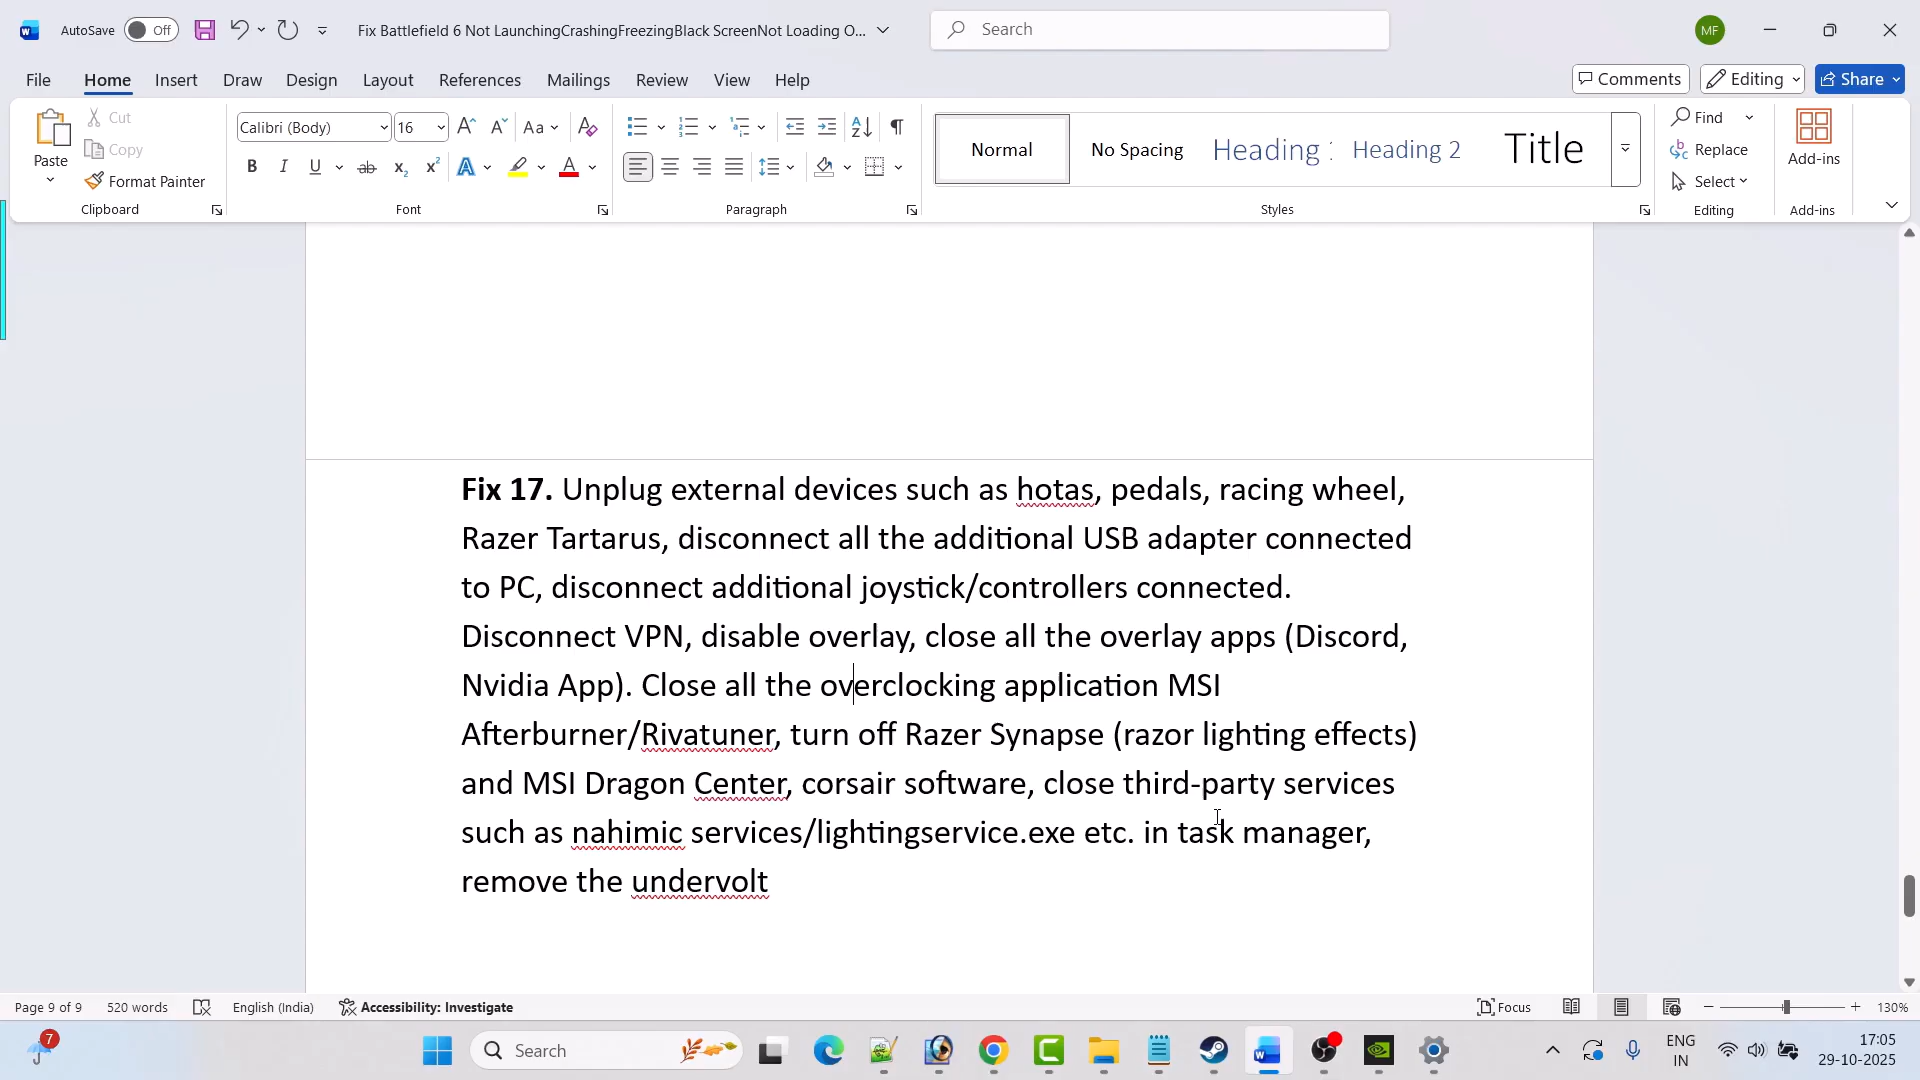 AutoSave Off Fix Battlefield 6 Not LaunchingCrashingFreezingBlack ScreenNot Loading O... Search MF
File Home Insert Draw Design Layout References Mailings Review View Help Comments Editing Share
Paste Cut Copy Format Painter
Calibri (Body) 16 Aa
B I U ab x₂ x² A A
Normal No Spacing Heading 1 Heading 2 Title
Find Replace Select
Add-ins
Clipboard Font Paragraph Styles Editing Add-ins
Fix 17. Unplug external devices such as hotas, pedals, racing wheel,
Razer Tartarus, disconnect all the additional USB adapter connected
to PC, disconnect additional joystick/controllers connected.
Disconnect VPN, disable overlay, close all the overlay apps (Discord,
Nvidia App). Close all the overclocking application MSI
Afterburner/Rivatuner, turn off Razer Synapse (razor lighting effects)
and MSI Dragon Center, corsair software, close third-party services
such as nahimic services/lightingservice.exe etc. in task manager,
remove the undervolt
Page 9 of 9 520 words English (India) Accessibility: Investigate Focus 130%
7 Search ENG IN 17:05
29-10-2025